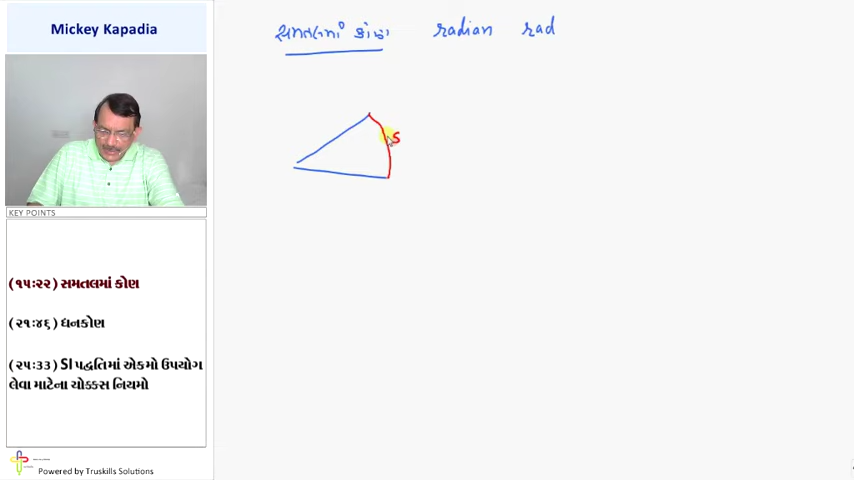 Mickey Kapadia
સમતલમાં કોણ radian rad
s
KEY POINTS
(૧૫:૨૨) સમતલમાં કોણ
(૨૧:૪૬) ઘનકોણ
(૨૫:૩૩) SI પદ્ધતિમાં એકમો ઉપયોગ
લેવા માટેના ચોક્કસ નિયમો
Powered by Truskills Solutions